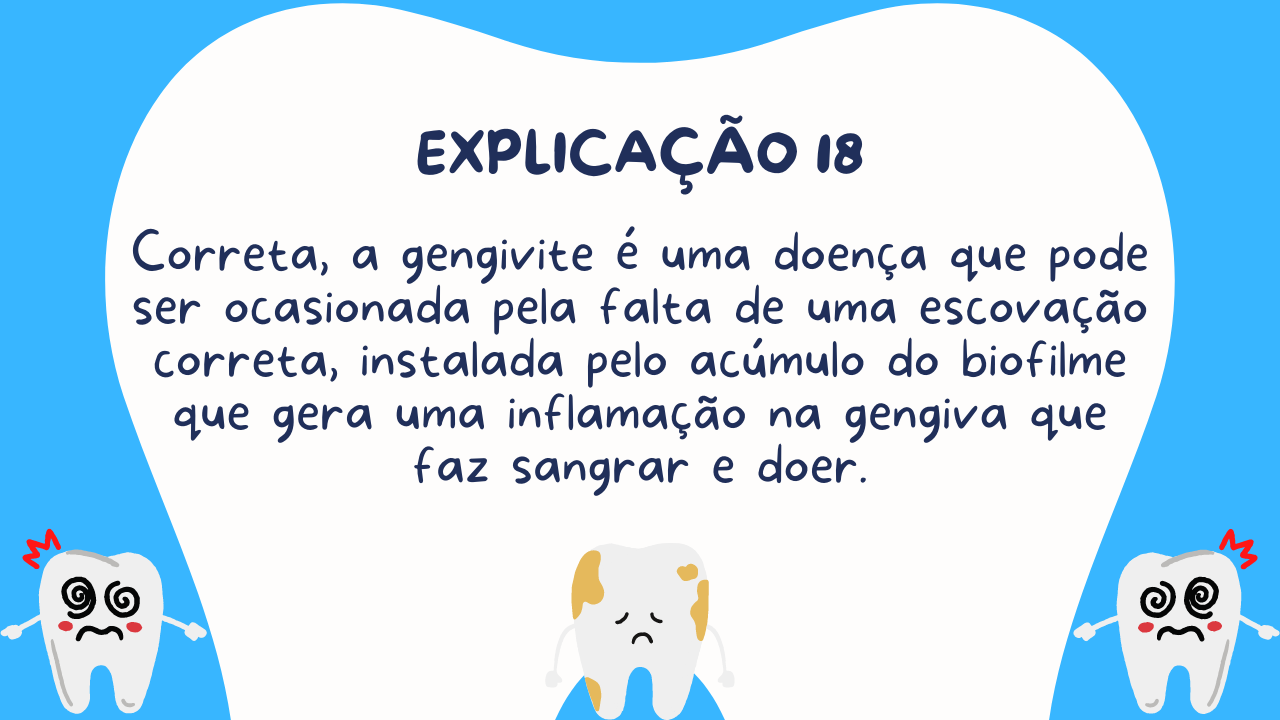 EXPLICAÇÃO 18
Correta, a gengivite é uma doença que pode
ser ocasionada pela falta de uma escovação
correta, instalada pelo acúmulo do biofilme
que gera uma inflamação na gengiva que
faz sangrar e doer.